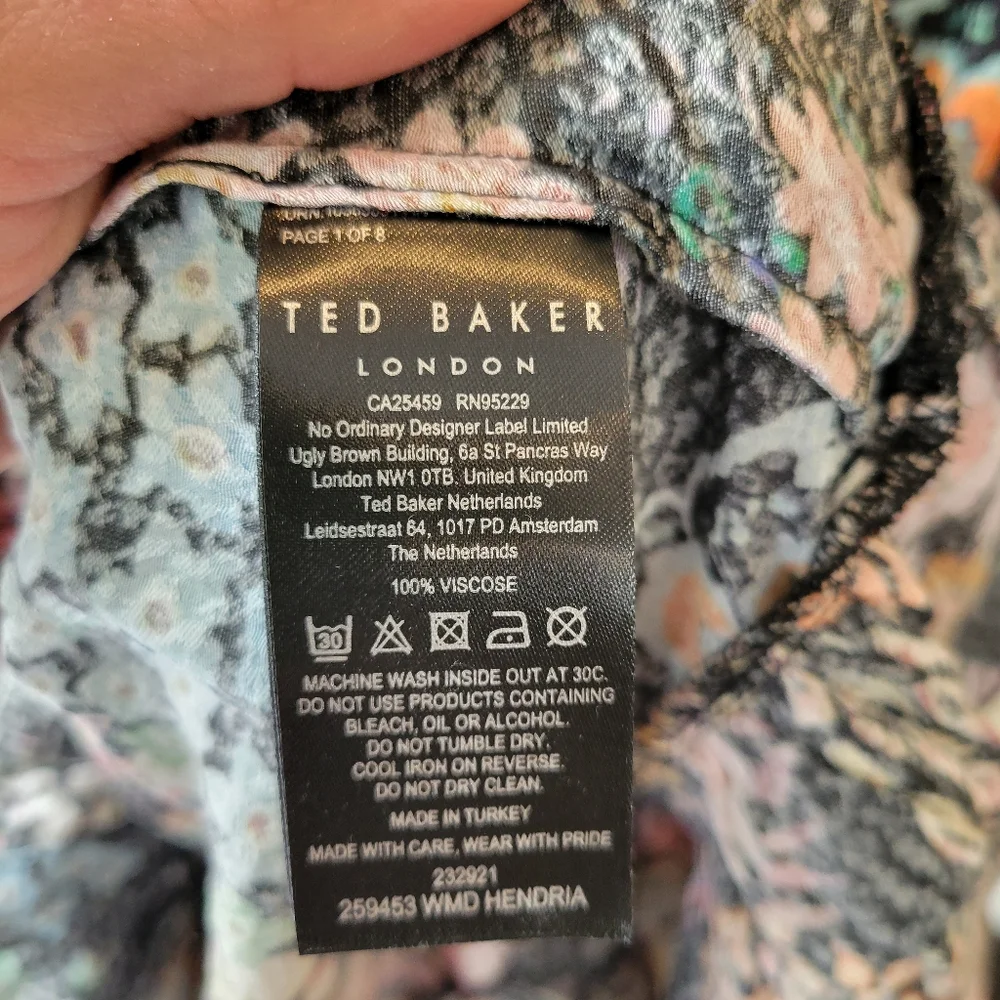 PAGE 1 OF 8
TED BAKER
LONDON
CA25459 RN95229
No Ordinary Designer Label Limited
Ugly Brown Building, 6a St Pancras Way
London NW1 0TB. United Kingdom
Ted Baker Netherlands
Leidsestraat 64, 1017 PD Amsterdam
The Netherlands
100% VISCOSE
30
MACHINE WASH INSIDE OUT AT 30C.
DO NOT USE PRODUCTS CONTAINING
BLEACH, OIL OR ALCOHOL.
DO NOT TUMBLE DRY.
COOL IRON ON REVERSE.
DO NOT DRY CLEAN.
MADE IN TURKEY
MADE WITH CARE, WEAR WITH PRIDE
232921
259453 WMD HENDRIA